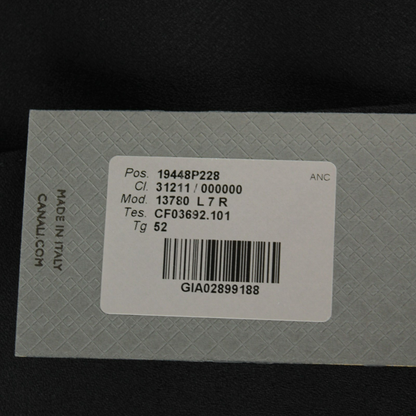 Pos. 19448P228
Cl. 31211 / 000000
Mod. 13780 L 7 R
Tes. CF03692.101
Tg 52
ANC
GIA02899188
MADE IN ITALY
CANALI.COM